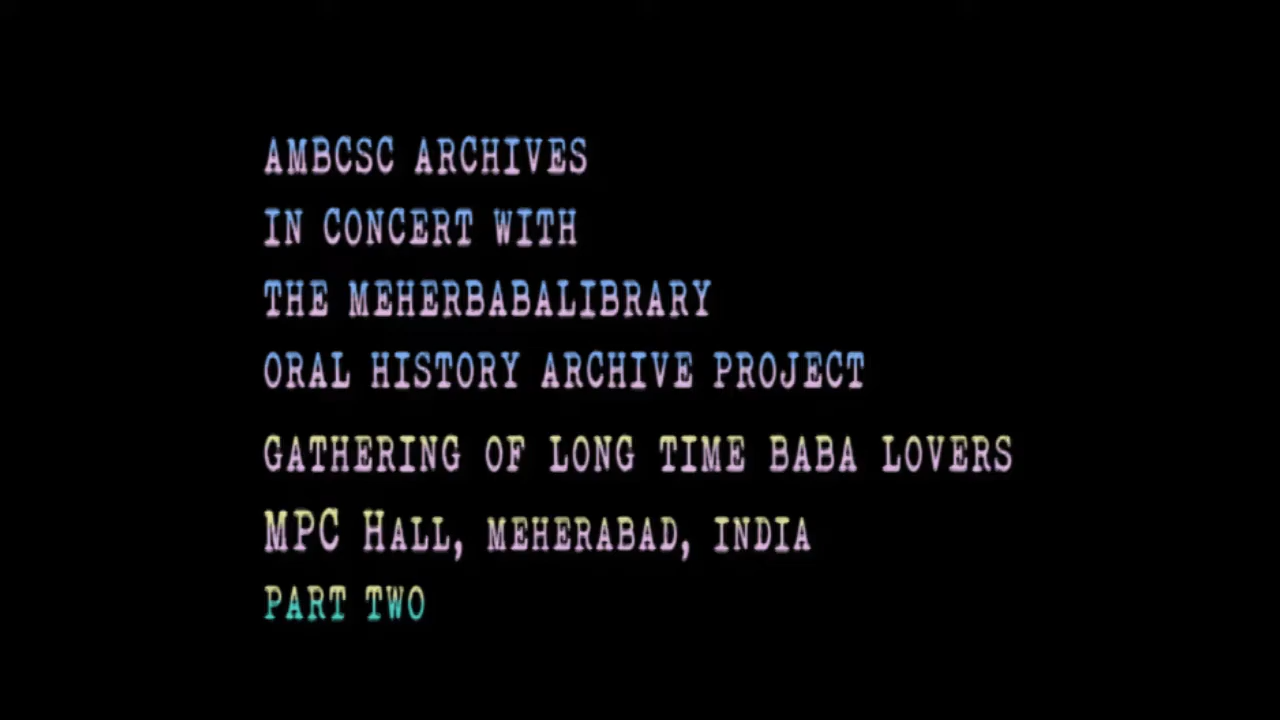 AMBCSC ARCHIVES
IN CONCERT WITH
THE MEHERBABALIBRARY
ORAL HISTORY ARCHIVE PROJECT
GATHERING OF LONG TIME BABA LOVERS
MPC HALL, MEHERABAD, INDIA
PART TWO